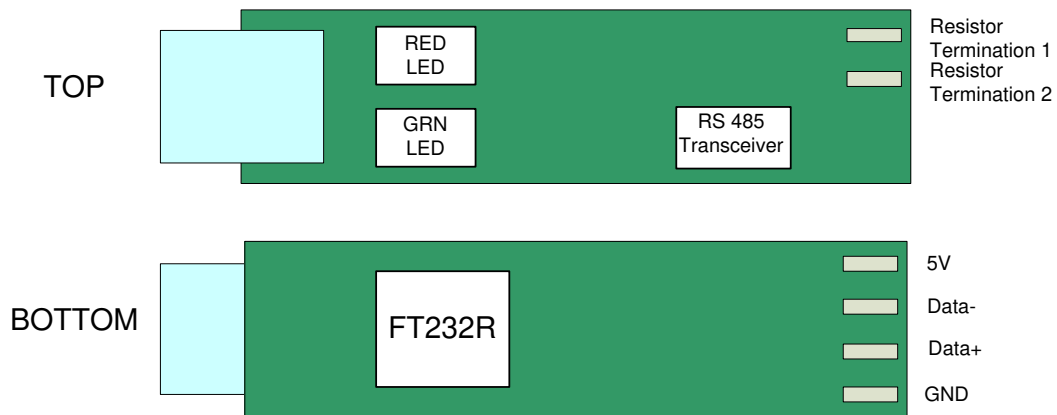 TOP
RED
LED
GRN
LED
RS 485
Transceiver
Resistor
Termination 1
Resistor
Termination 2
BOTTOM
FT232R
5V
Data-
Data+
GND